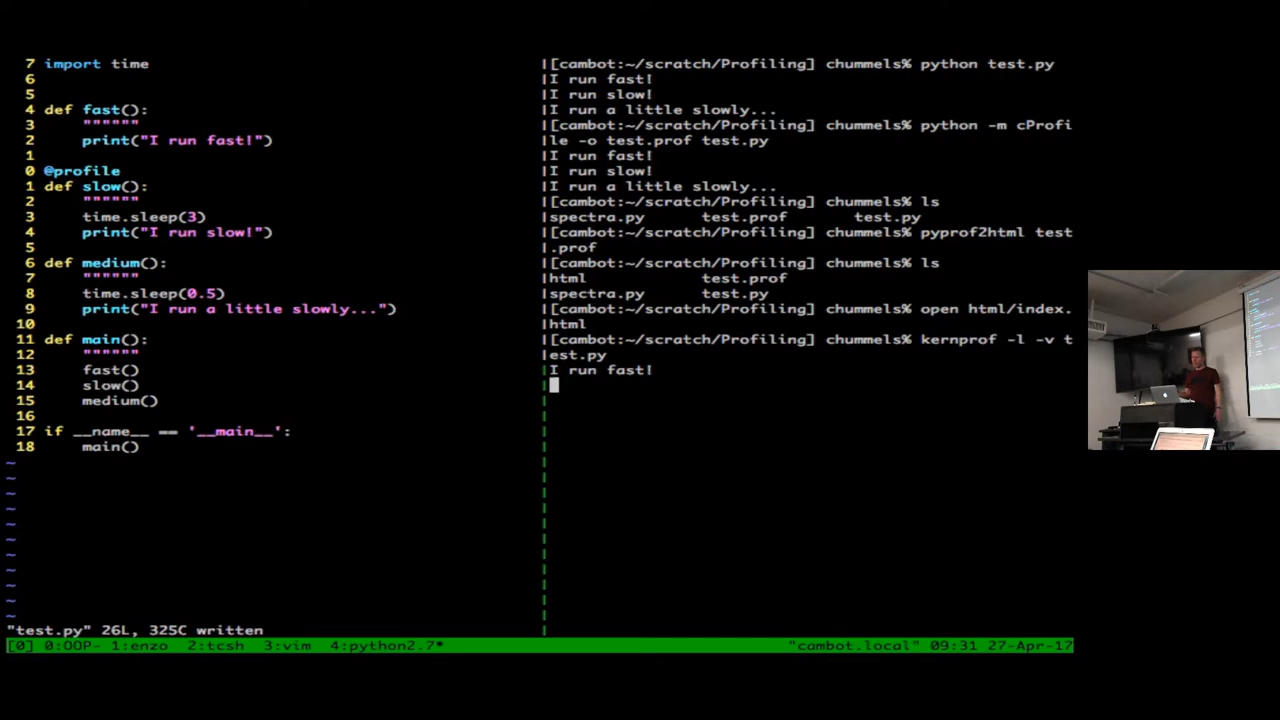 7 import time
6
5
4 def fast():
3     """"""
2     print("I run fast!")
1
0 @profile
1 def slow():
2     """"""
3     time.sleep(3)
4     print("I run slow!")
5
6 def medium():
7     """"""
8     time.sleep(0.5)
9     print("I run a little slowly...")
10
11 def main():
12     """"""
13     fast()
14     slow()
15     medium()
16
17 if __name__ == '__main__':
18     main()
~
~
~
~
~
~
~
~
~
~
~
"test.py" 26L, 325C written
[cambot:~/scratch/Profiling] chummels% python test.py
I run fast!
I run slow!
I run a little slowly...
[cambot:~/scratch/Profiling] chummels% python -m cProfi
le -o test.prof test.py
I run fast!
I run slow!
I run a little slowly...
[cambot:~/scratch/Profiling] chummels% ls
spectra.py      test.prof       test.py
[cambot:~/scratch/Profiling] chummels% pyprof2html test
.prof
[cambot:~/scratch/Profiling] chummels% ls
html            test.prof
spectra.py      test.py
[cambot:~/scratch/Profiling] chummels% open html/index.
html
[cambot:~/scratch/Profiling] chummels% kernprof -l -v t
est.py
I run fast!
[0] 0:OOP- 1:enzo  2:tcsh  3:vim  4:python2.7* "cambot.local" 09:31 27-Apr-17